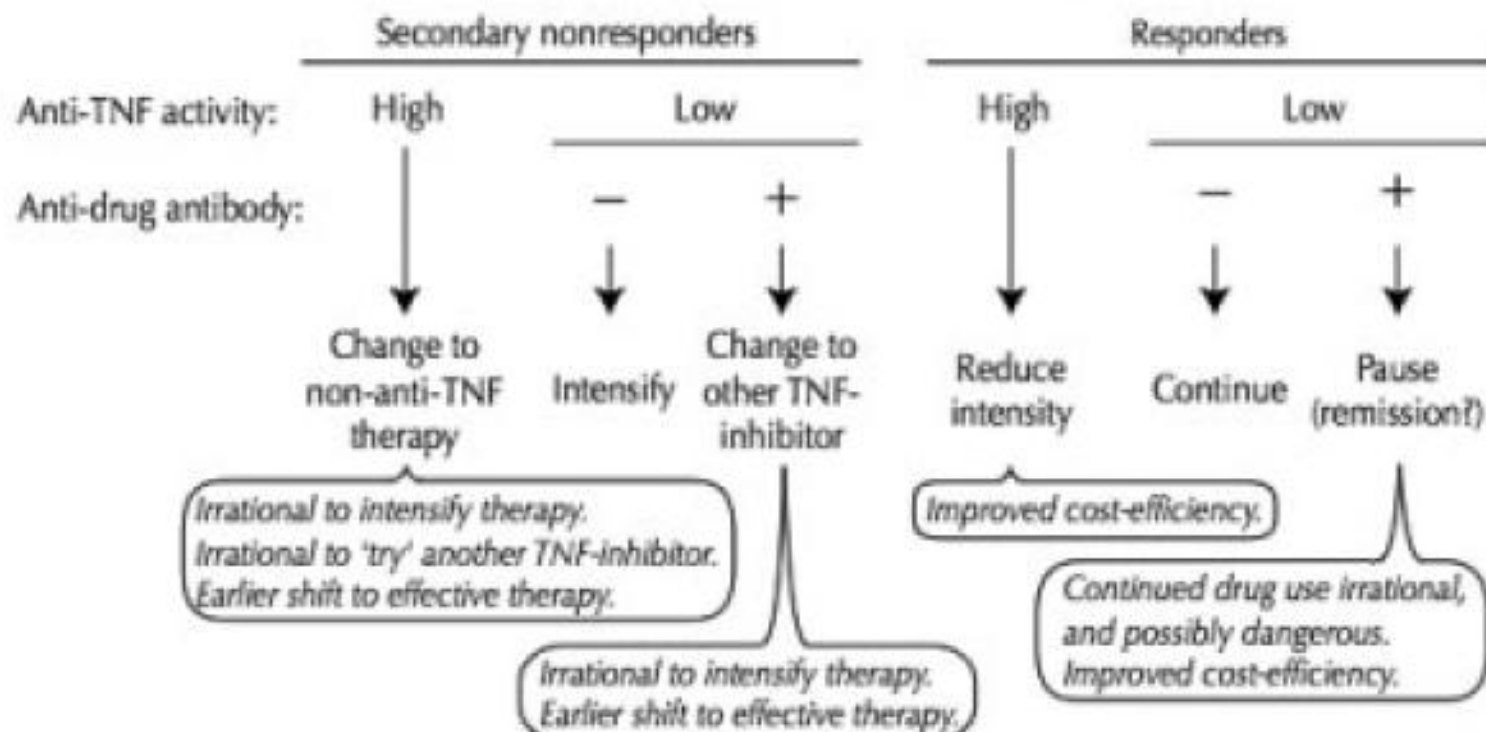 Secondary nonresponders Responders
Anti-TNF activity: High Low High Low
Anti-drug antibody: − + − +
Change to
non-anti-TNF
therapy
Intensify
Change to
other TNF-
inhibitor
Reduce
intensity
Continue
Pause
(remission?)
Irrational to intensify therapy.
Irrational to 'try' another TNF-inhibitor.
Earlier shift to effective therapy.
Irrational to intensify therapy.
Earlier shift to effective therapy.
Improved cost-efficiency.
Continued drug use irrational,
and possibly dangerous.
Improved cost-efficiency.